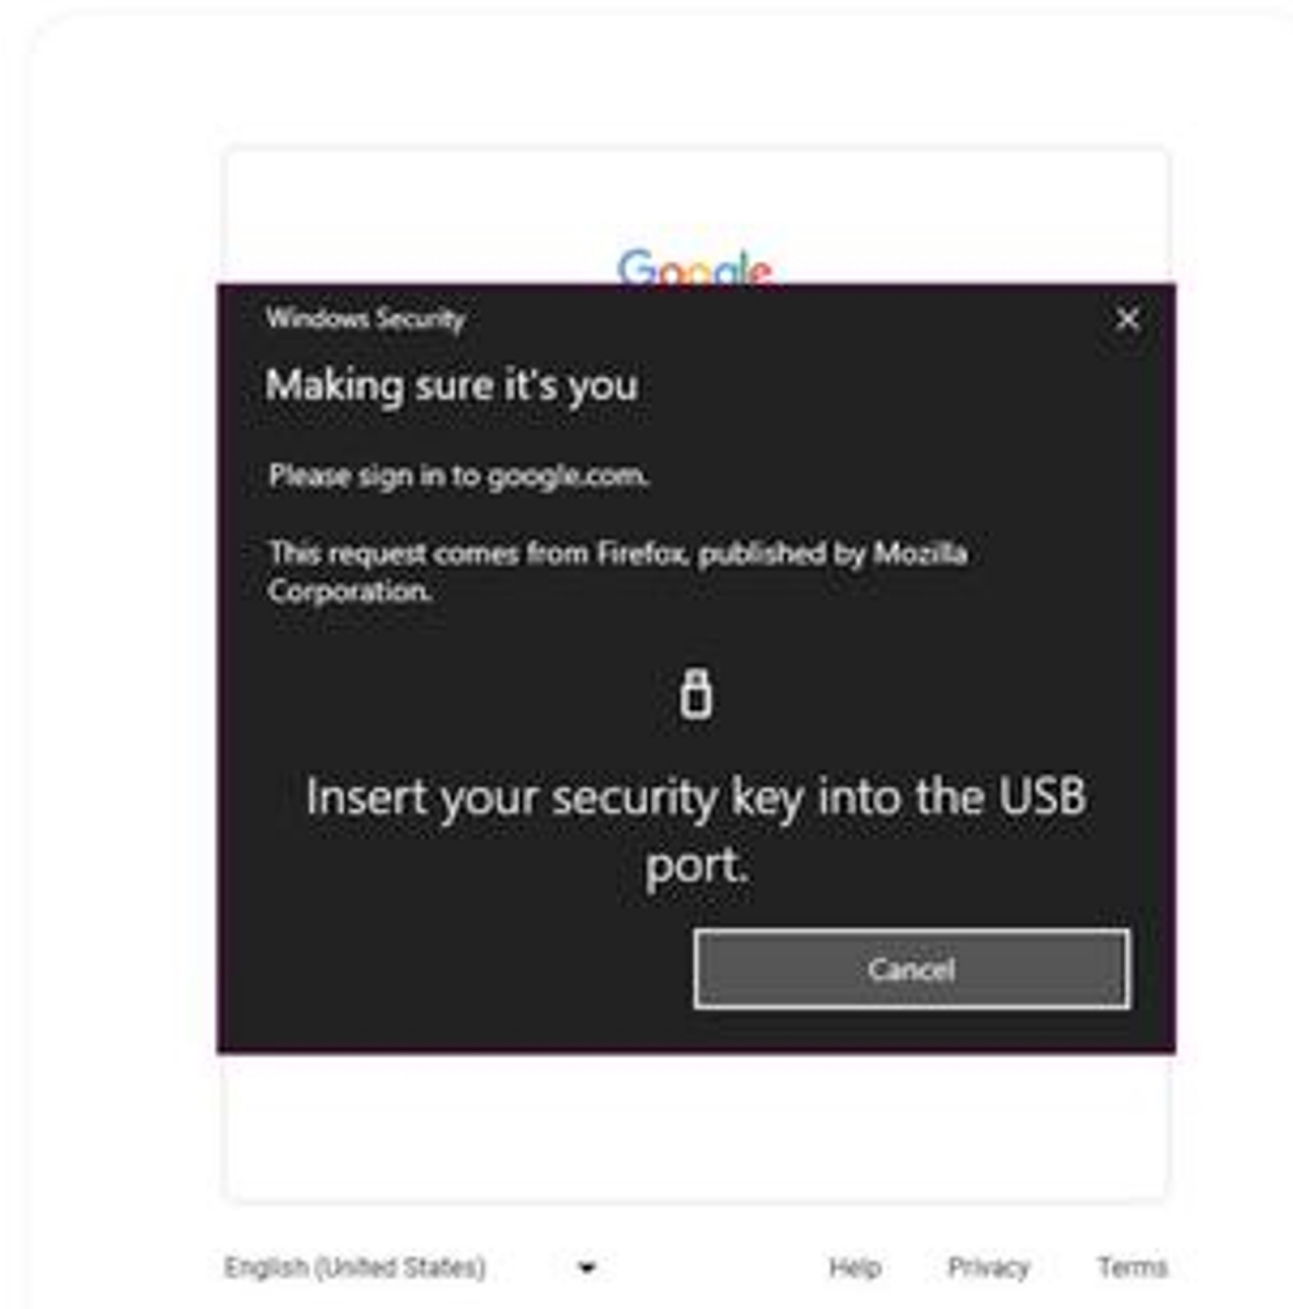 Google
Windows Security
Making sure it's you
Please sign in to google.com.
This request comes from Firefox, published by Mozilla
Corporation.
Insert your security key into the USB
port.
Cancel
English (United States) Help Privacy Terms